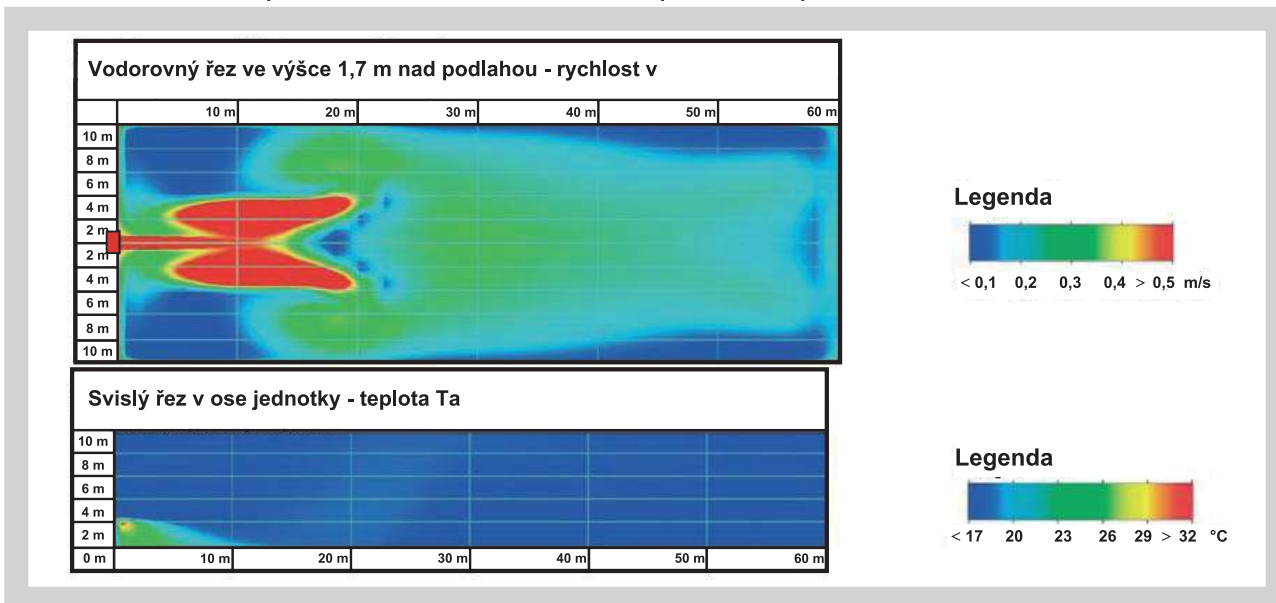 Vodorovný řez ve výšce 1,7 m nad podlahou - rychlost v
10 m 20 m 30 m 40 m 50 m 60 m
10 m
8 m
6 m
4 m
2 m
2 m
4 m
6 m
8 m
10 m
Legenda
< 0,1 0,2 0,3 0,4 > 0,5 m/s
Svislý řez v ose jednotky - teplota Ta
10 m
8 m
6 m
4 m
2 m
0 m 10 m 20 m 30 m 40 m 50 m 60 m
Legenda
< 17 20 23 26 29 > 32 °C